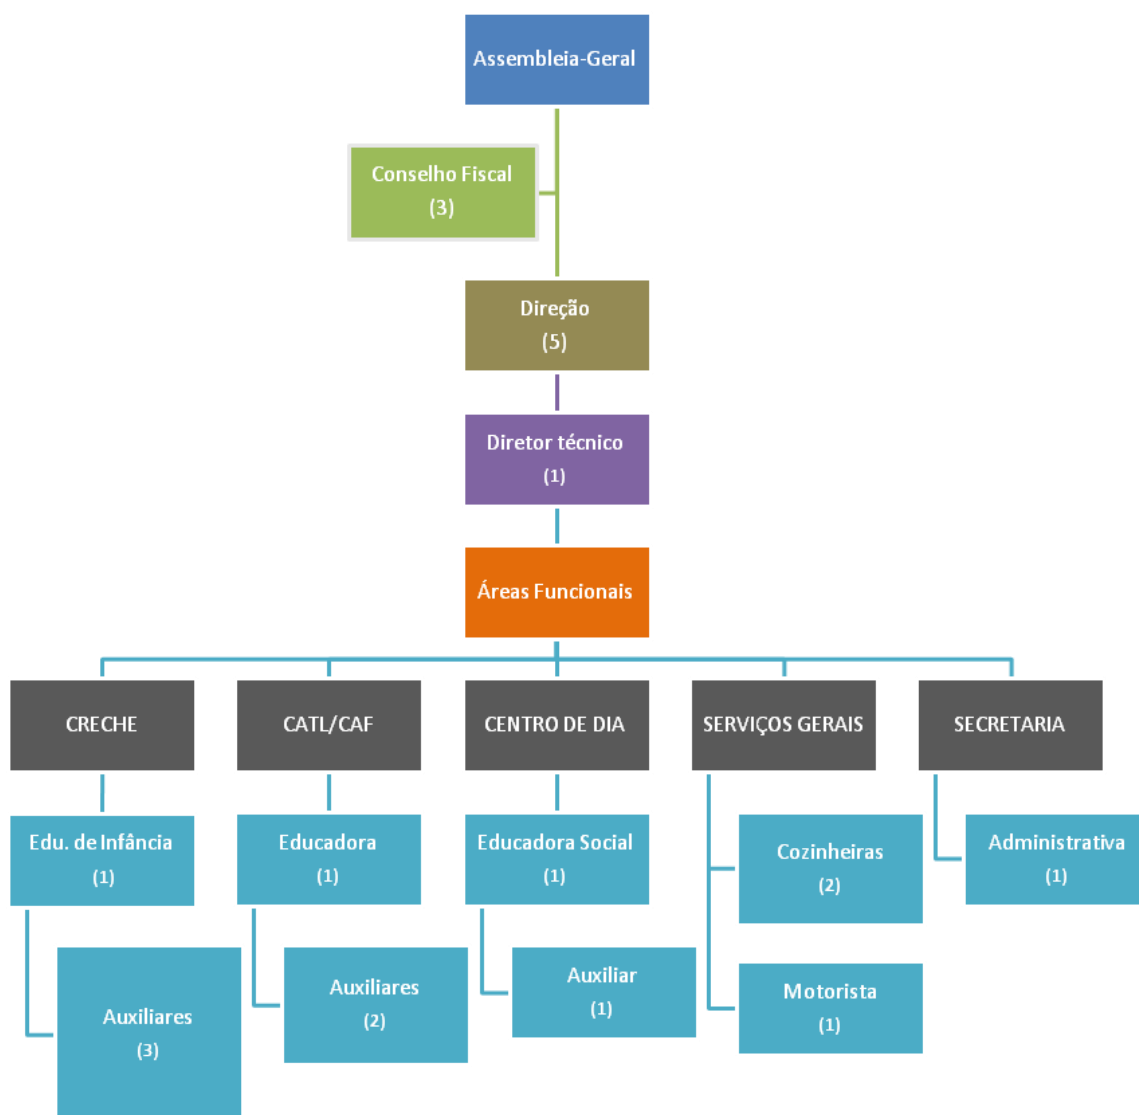 Assembleia-Geral
Conselho Fiscal
(3)
Direção
(5)
Diretor técnico
(1)
Áreas Funcionais
CRECHE
CATL/CAF
CENTRO DE DIA
SERVIÇOS GERAIS
SECRETARIA
Edu. de Infância
(1)
Educadora
(1)
Educadora Social
(1)
Cozinheiras
(2)
Administrativa
(1)
Auxiliares
(3)
Auxiliares
(2)
Auxiliar
(1)
Motorista
(1)